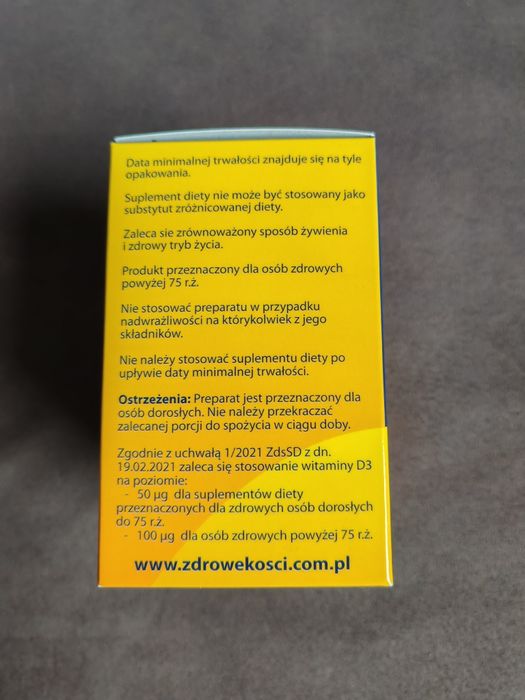 Data minimalnej trwałości znajduje się na tyle
opakowania.
Suplement diety nie może być stosowany jako
substytut zróżnicowanej diety.
Zaleca sie zrównoważony sposób żywienia
i zdrowy tryb życia.
Produkt przeznaczony dla osób zdrowych
powyżej 75 r.ż.
Nie stosować preparatu w przypadku
nadwrażliwości na którykolwiek z jego
składników.
Nie należy stosować suplementu diety po
upływie daty minimalnej trwałości.
Ostrzeżenia: Preparat jest przeznaczony dla
osób dorosłych. Nie należy przekraczać
zalecanej porcji do spożycia w ciągu doby.
Zgodnie z uchwałą 1/2021 ZdsSD z dn.
19.02.2021 zaleca się stosowanie witaminy D3
na poziomie:
- 50 µg dla suplementów diety
przeznaczonych dla zdrowych osób dorosłych
do 75 r.ż.
- 100 µg dla osób zdrowych powyżej 75 r.ż.
www.zdrowekosci.com.pl